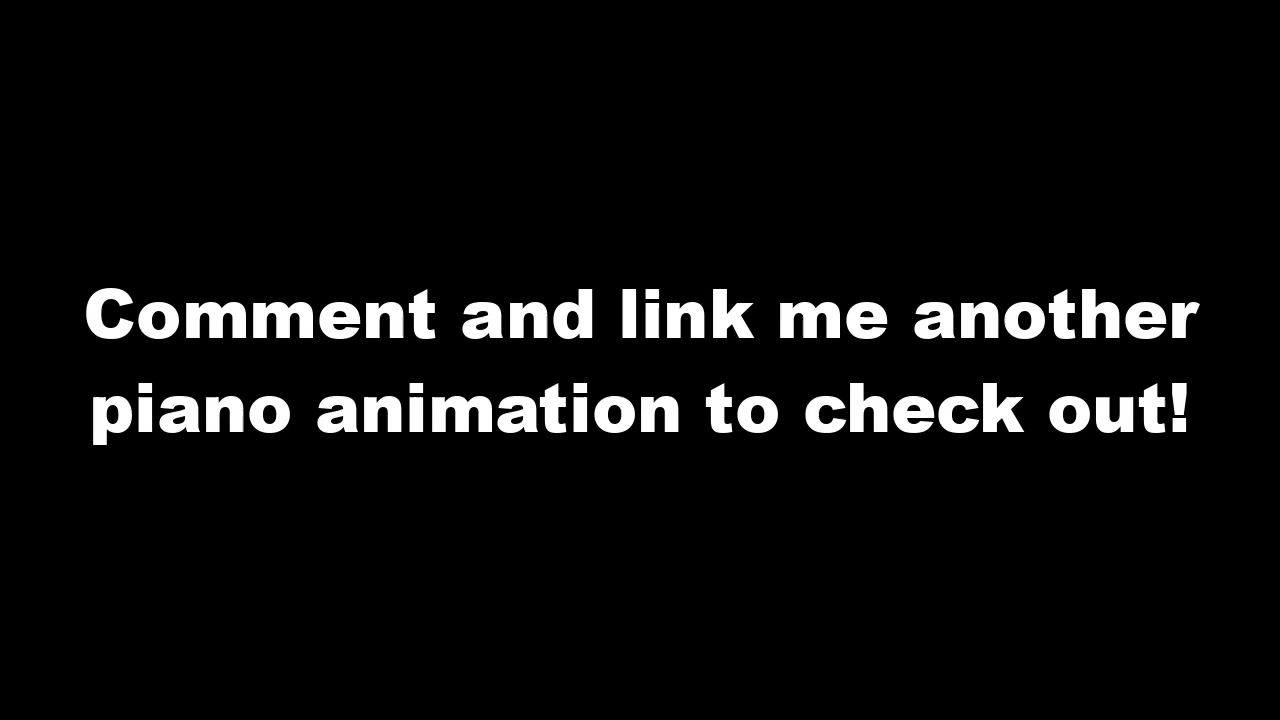 Comment and link me another
piano animation to check out!